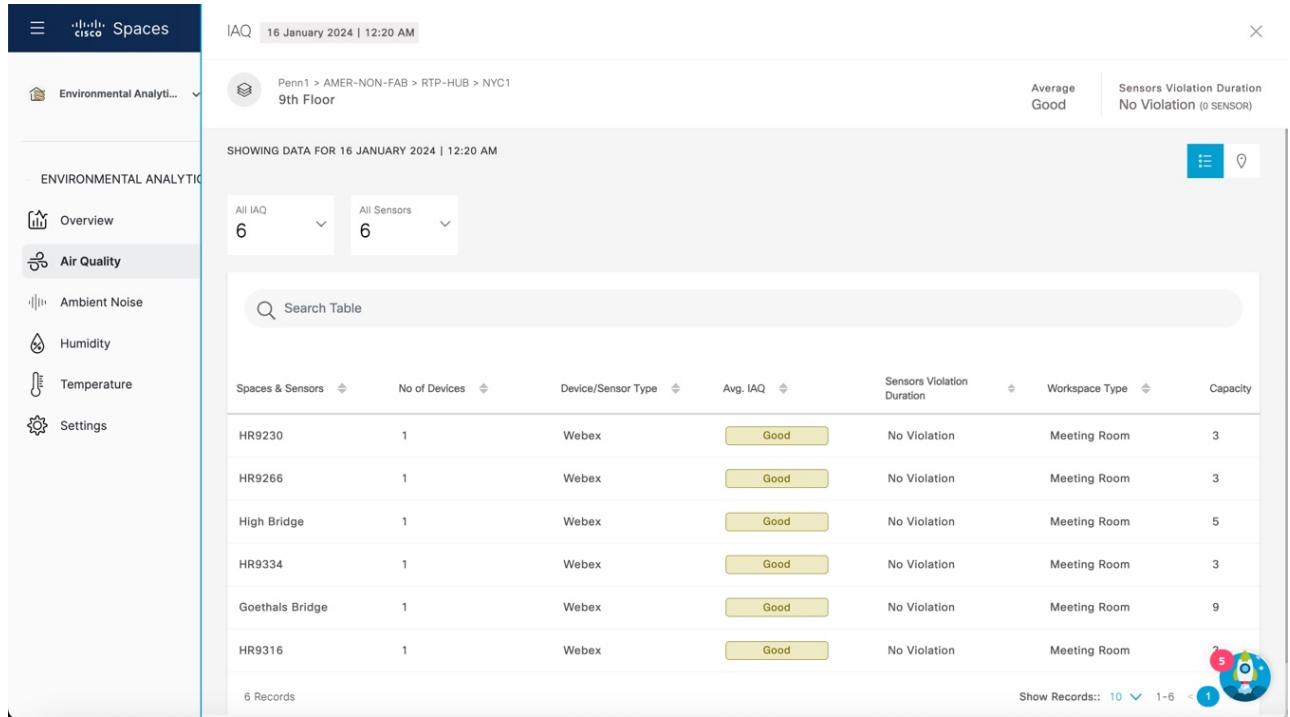 cisco Spaces
IAQ 16 January 2024 | 12:20 AM
Environmental Analyti...
Penn1 > AMER-NON-FAB > RTP-HUB > NYC1
9th Floor
Average
Good
Sensors Violation Duration
No Violation (0 SENSOR)
SHOWING DATA FOR 16 JANUARY 2024 | 12:20 AM
ENVIRONMENTAL ANALYTIC
Overview
Air Quality
Ambient Noise
Humidity
Temperature
Settings
All IAQ
6
All Sensors
6
Search Table
Spaces & Sensors No of Devices Device/Sensor Type Avg. IAQ Sensors Violation Duration Workspace Type Capacity
HR9230 1 Webex Good No Violation Meeting Room 3
HR9266 1 Webex Good No Violation Meeting Room 3
High Bridge 1 Webex Good No Violation Meeting Room 5
HR9334 1 Webex Good No Violation Meeting Room 3
Goethals Bridge 1 Webex Good No Violation Meeting Room 9
HR9316 1 Webex Good No Violation Meeting Room
5
6 Records Show Records:: 10 1-6 < 1